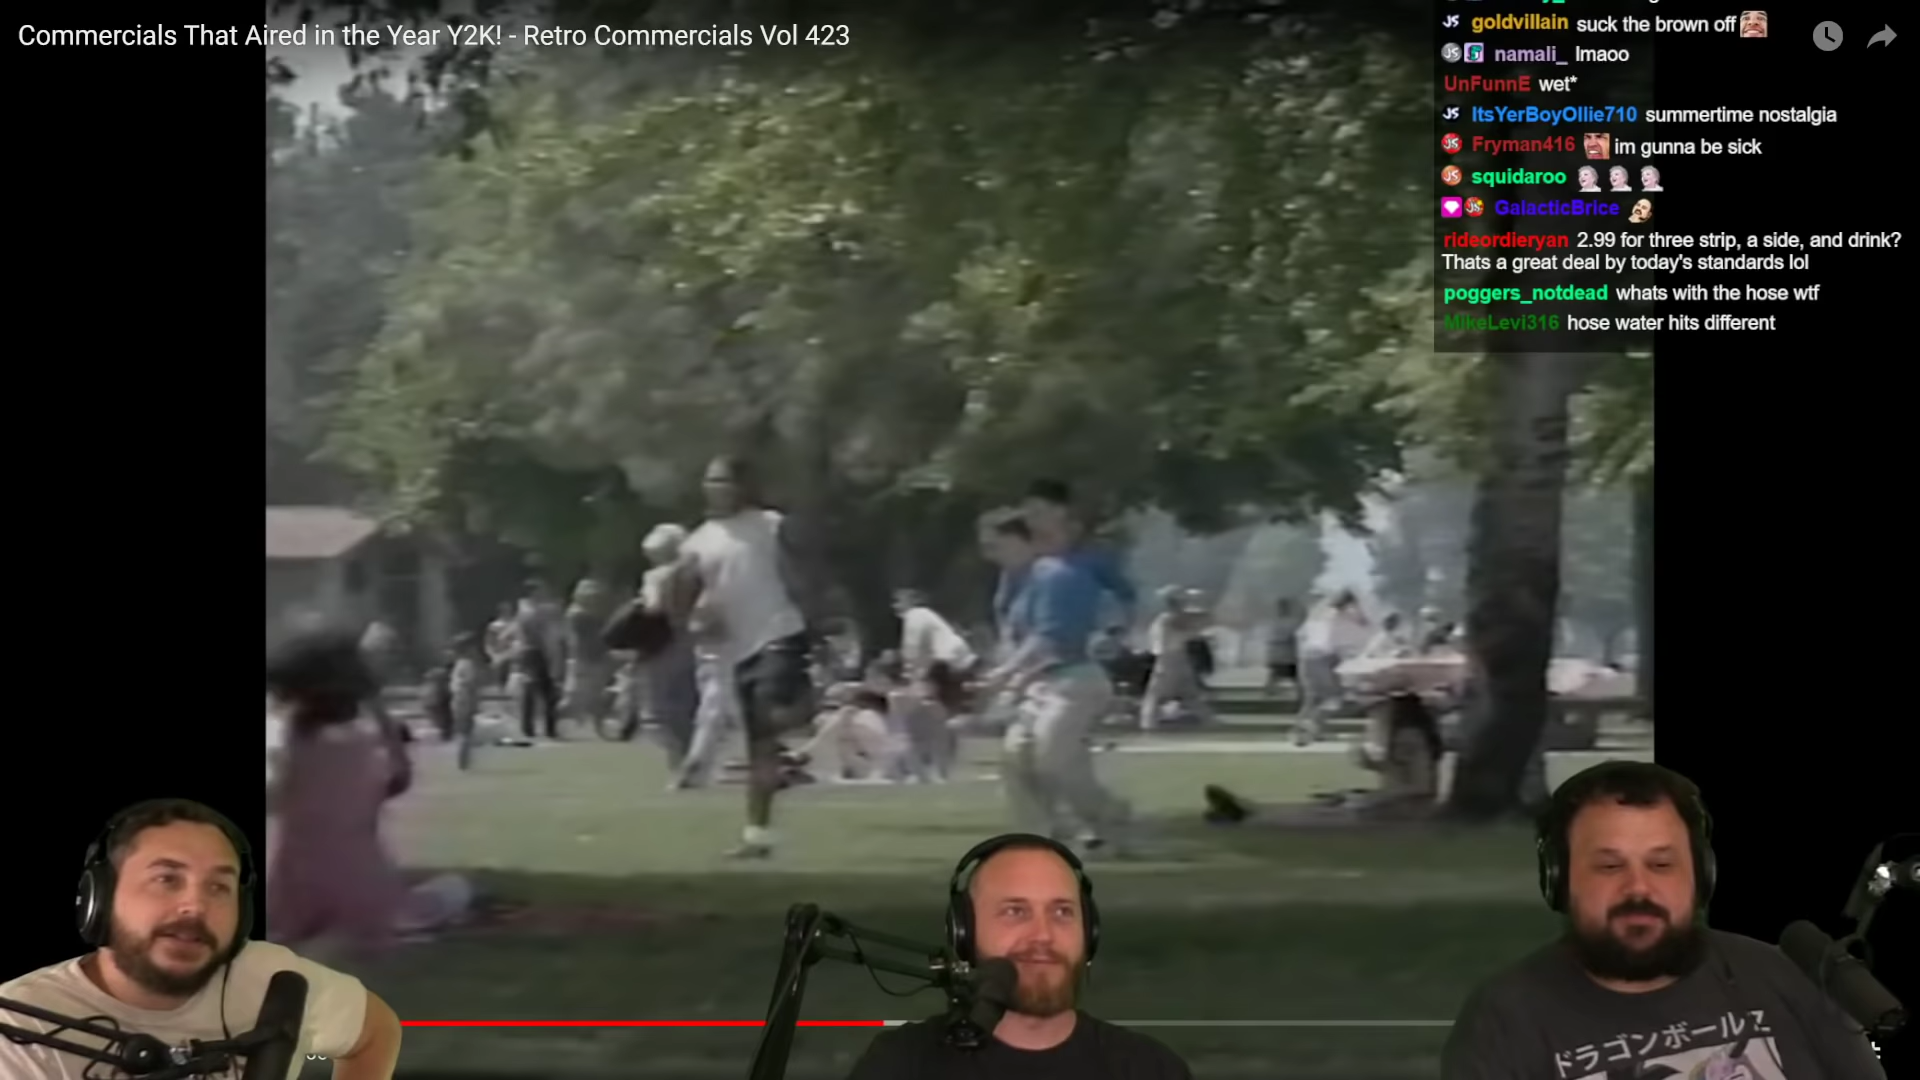 Commercials That Aired in the Year Y2K! - Retro Commercials Vol 423
goldvillain suck the brown off
namali_ lmaoo
UnFunnE wet*
ItsYerBoyOllie710 summertime nostalgia
Fryman416 im gunna be sick
squidaroo
GalacticBrice
rideordieryan 2.99 for three strip, a side, and drink?
Thats a great deal by today's standards lol
poggers_notdead whats with the hose wtf
MikeLevi316 hose water hits different
ドラゴンボールZ